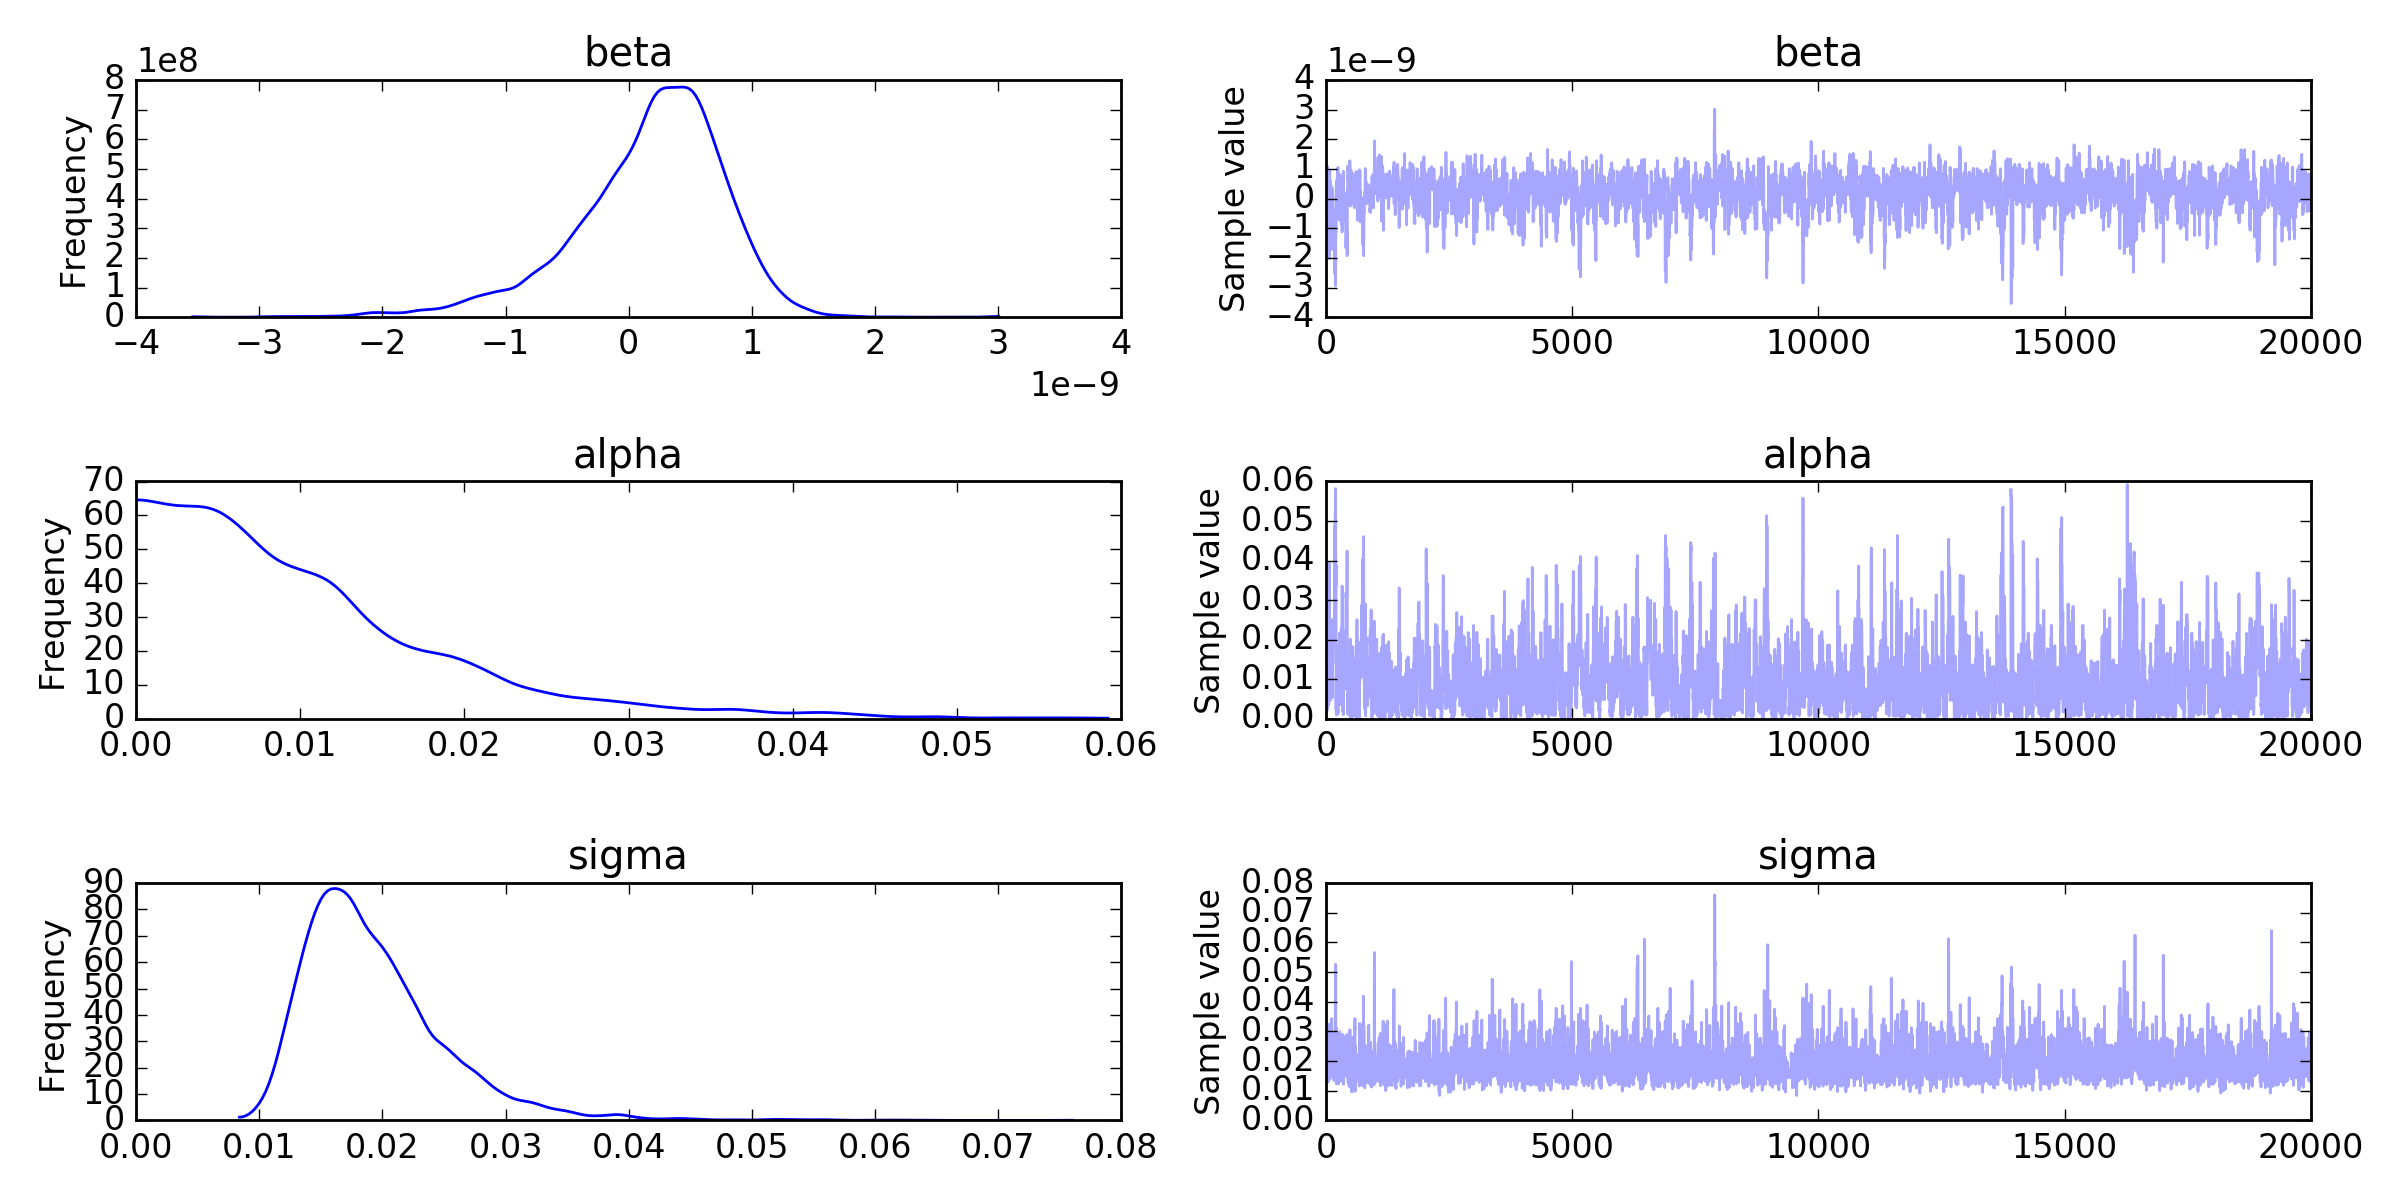 beta
1e8
Frequency
8
7
6
5
4
3
2
1
0
−4 −3 −2 −1 0 1 2 3 4
1e−9
beta
1e−9
Sample value
4
3
2
1
0
−1
−2
−3
−4
0 5000 10000 15000 20000
alpha
Frequency
70
60
50
40
30
20
10
0
0.00 0.01 0.02 0.03 0.04 0.05 0.06
alpha
Sample value
0.06
0.05
0.04
0.03
0.02
0.01
0.00
0 5000 10000 15000 20000
sigma
Frequency
90
80
70
60
50
40
30
20
10
0
0.00 0.01 0.02 0.03 0.04 0.05 0.06 0.07 0.08
sigma
Sample value
0.08
0.07
0.06
0.05
0.04
0.03
0.02
0.01
0.00
0 5000 10000 15000 20000